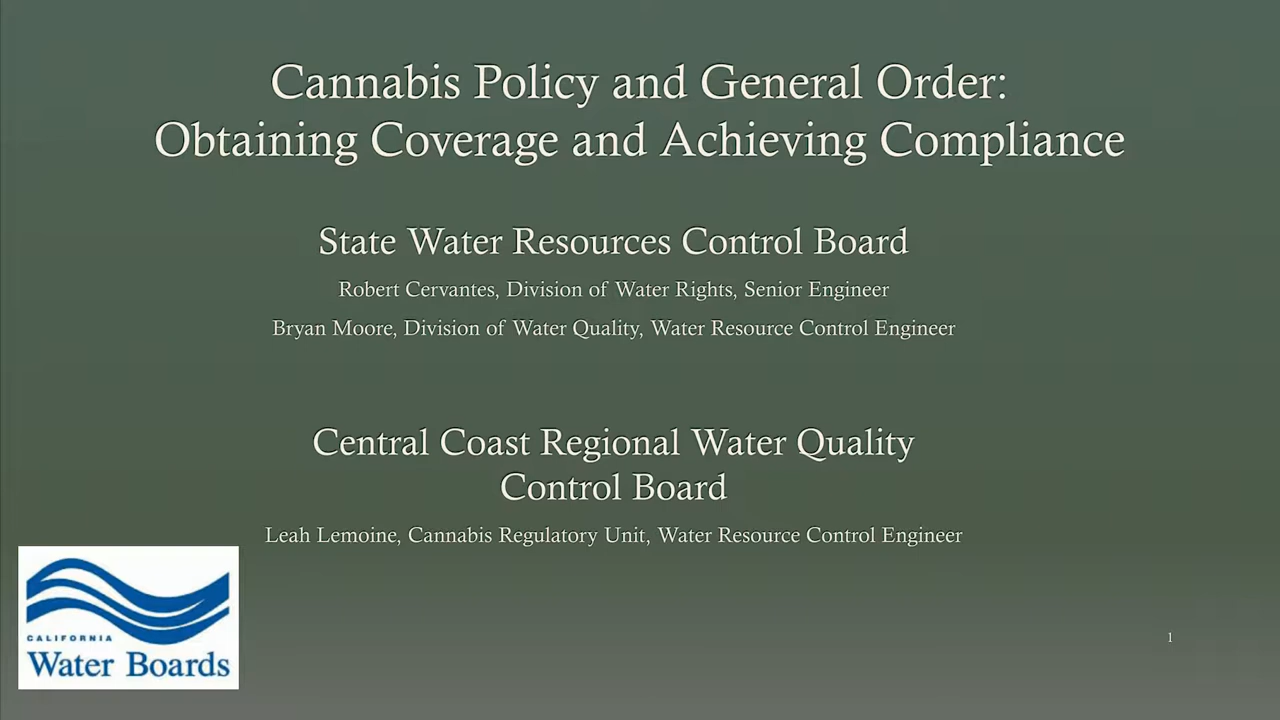 Cannabis Policy and General Order:
Obtaining Coverage and Achieving Compliance
State Water Resources Control Board
Robert Cervantes, Division of Water Rights, Senior Engineer
Bryan Moore, Division of Water Quality, Water Resource Control Engineer
Central Coast Regional Water Quality
Control Board
Leah Lemoine, Cannabis Regulatory Unit, Water Resource Control Engineer
CALIFORNIA
Water Boards
1